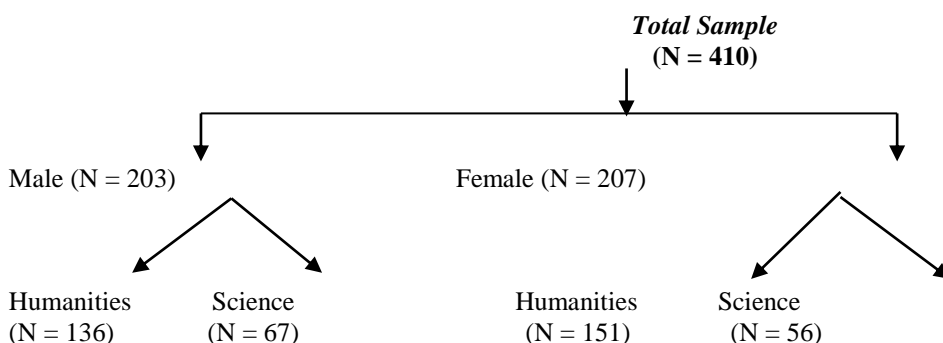 Total Sample
(N = 410)
Male (N = 203) Female (N = 207)
Humanities Science Humanities Science
(N = 136) (N = 67) (N = 151) (N = 56)